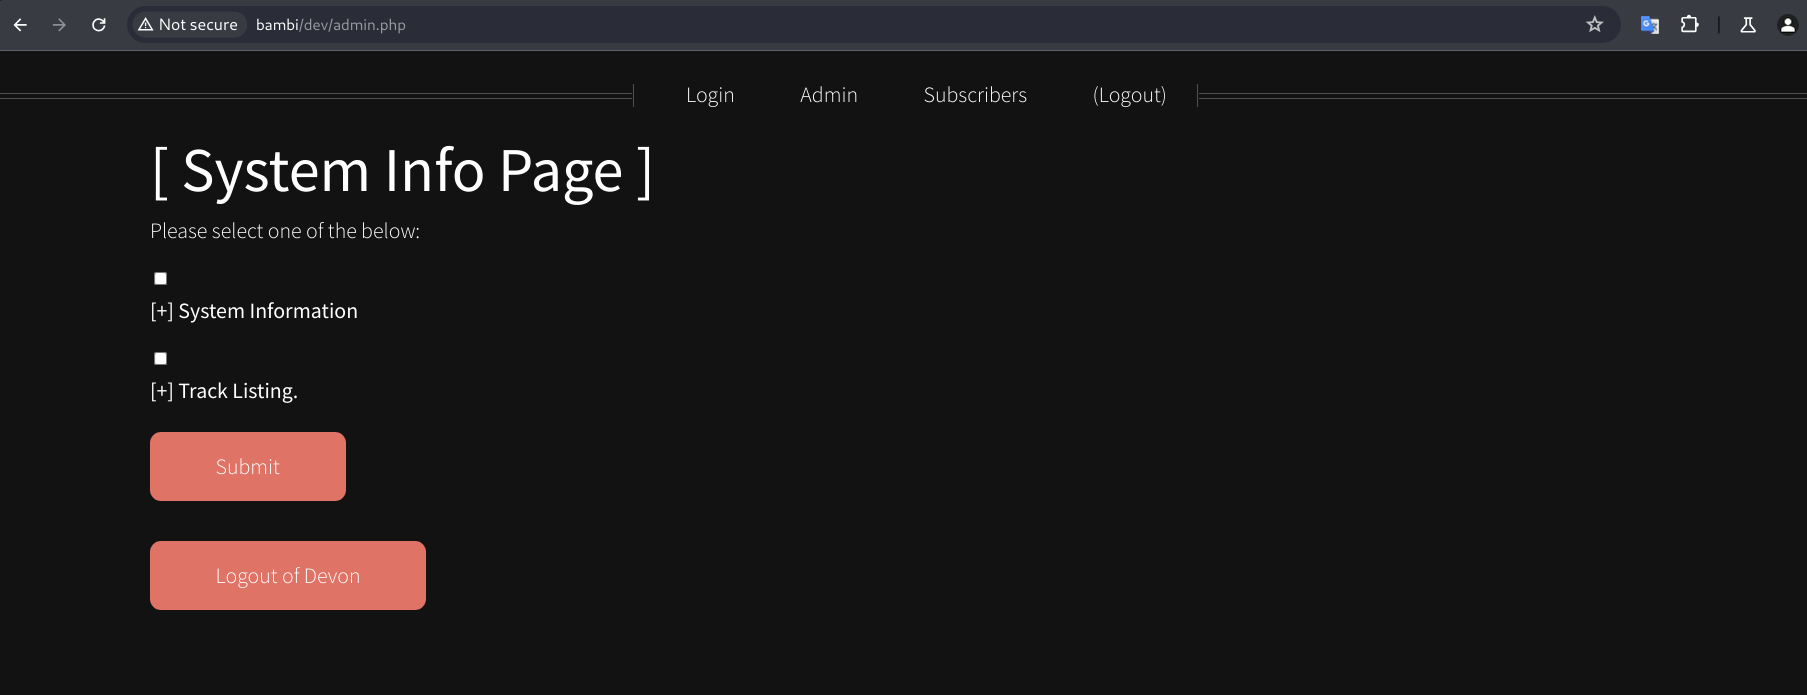 Not secure bambi/dev/admin.php
Login Admin Subscribers (Logout)
[ System Info Page ]
Please select one of the below:
[+] System Information
[+] Track Listing.
Submit
Logout of Devon